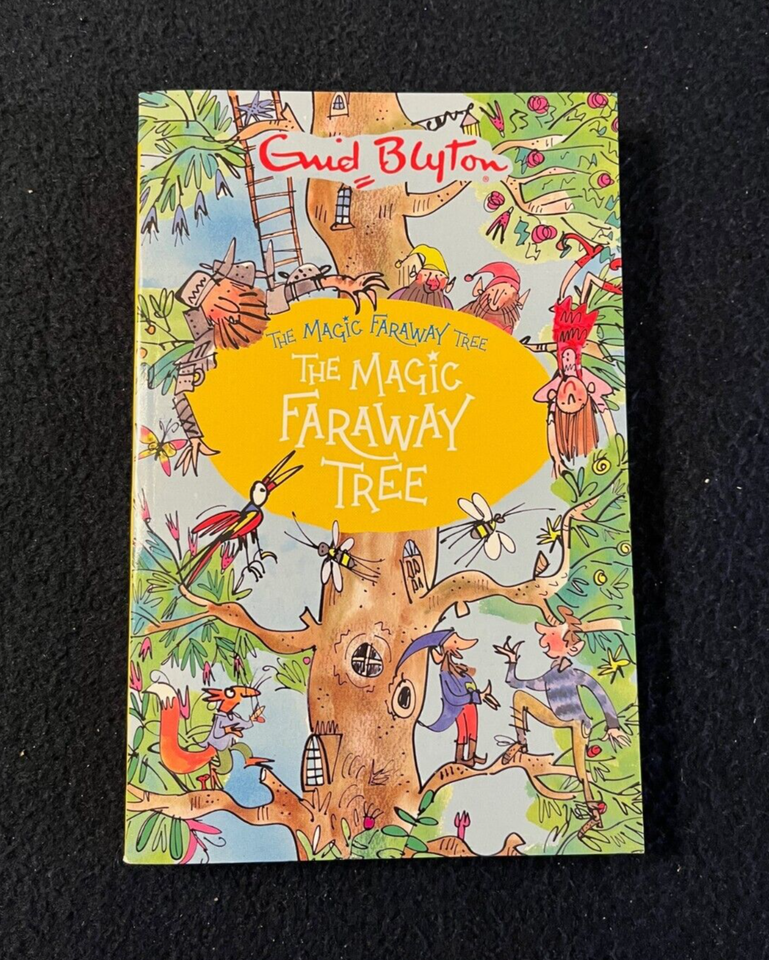 Enid Blyton
THE MAGIC FARAWAY TREE
THE MAGIC
FARAWAY
TREE